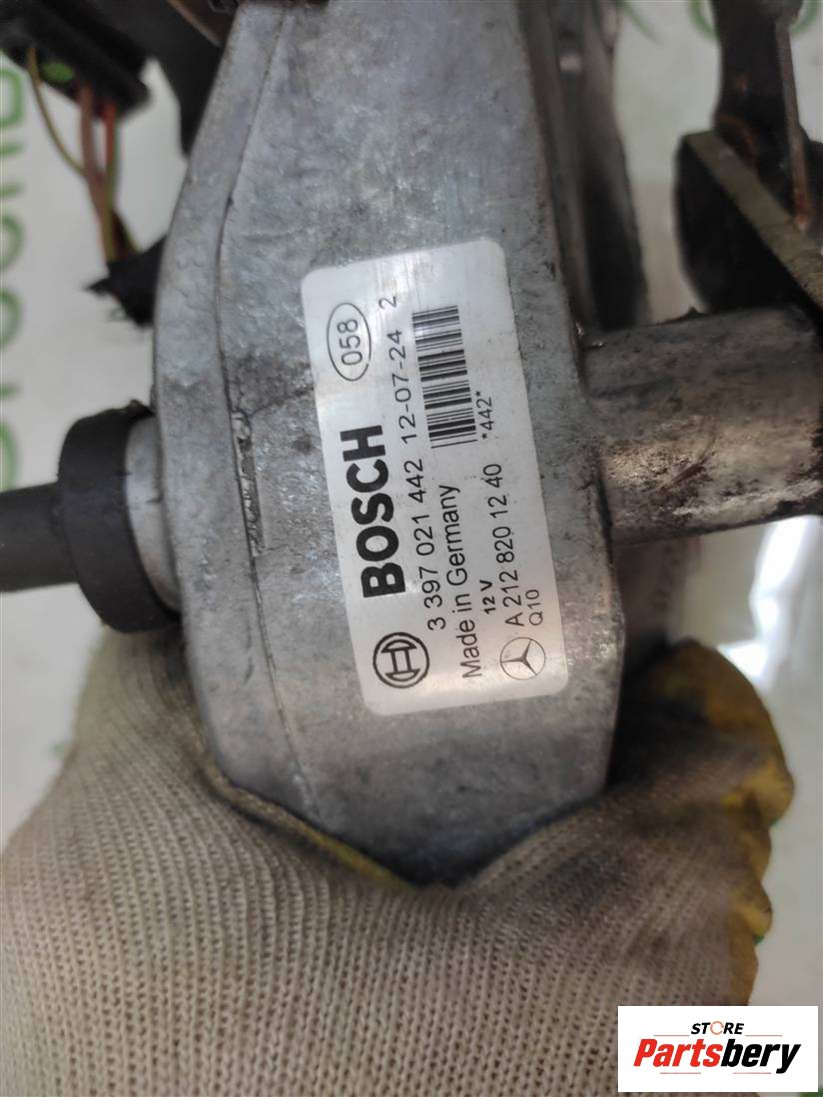 058
BOSCH
3 397 021 442 12-07-24 2
Made in Germany
12 V
*442*
A 212 820 12 40
Q10
STORE
Partsbery